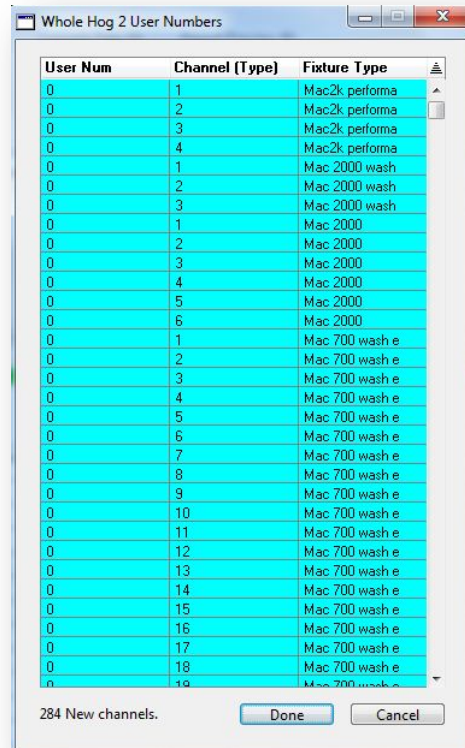 Whole Hog 2 User Numbers
User Num Channel (Type) Fixture Type
0 1 Mac2k performa
0 2 Mac2k performa
0 3 Mac2k performa
0 4 Mac2k performa
0 1 Mac 2000 wash
0 2 Mac 2000 wash
0 3 Mac 2000 wash
0 1 Mac 2000
0 2 Mac 2000
0 3 Mac 2000
0 4 Mac 2000
0 5 Mac 2000
0 6 Mac 2000
0 1 Mac 700 wash e
0 2 Mac 700 wash e
0 3 Mac 700 wash e
0 4 Mac 700 wash e
0 5 Mac 700 wash e
0 6 Mac 700 wash e
0 7 Mac 700 wash e
0 8 Mac 700 wash e
0 9 Mac 700 wash e
0 10 Mac 700 wash e
0 11 Mac 700 wash e
0 12 Mac 700 wash e
0 13 Mac 700 wash e
0 14 Mac 700 wash e
0 15 Mac 700 wash e
0 16 Mac 700 wash e
0 17 Mac 700 wash e
0 18 Mac 700 wash e
0 19 Mac 700 wash e
284 New channels. Done Cancel